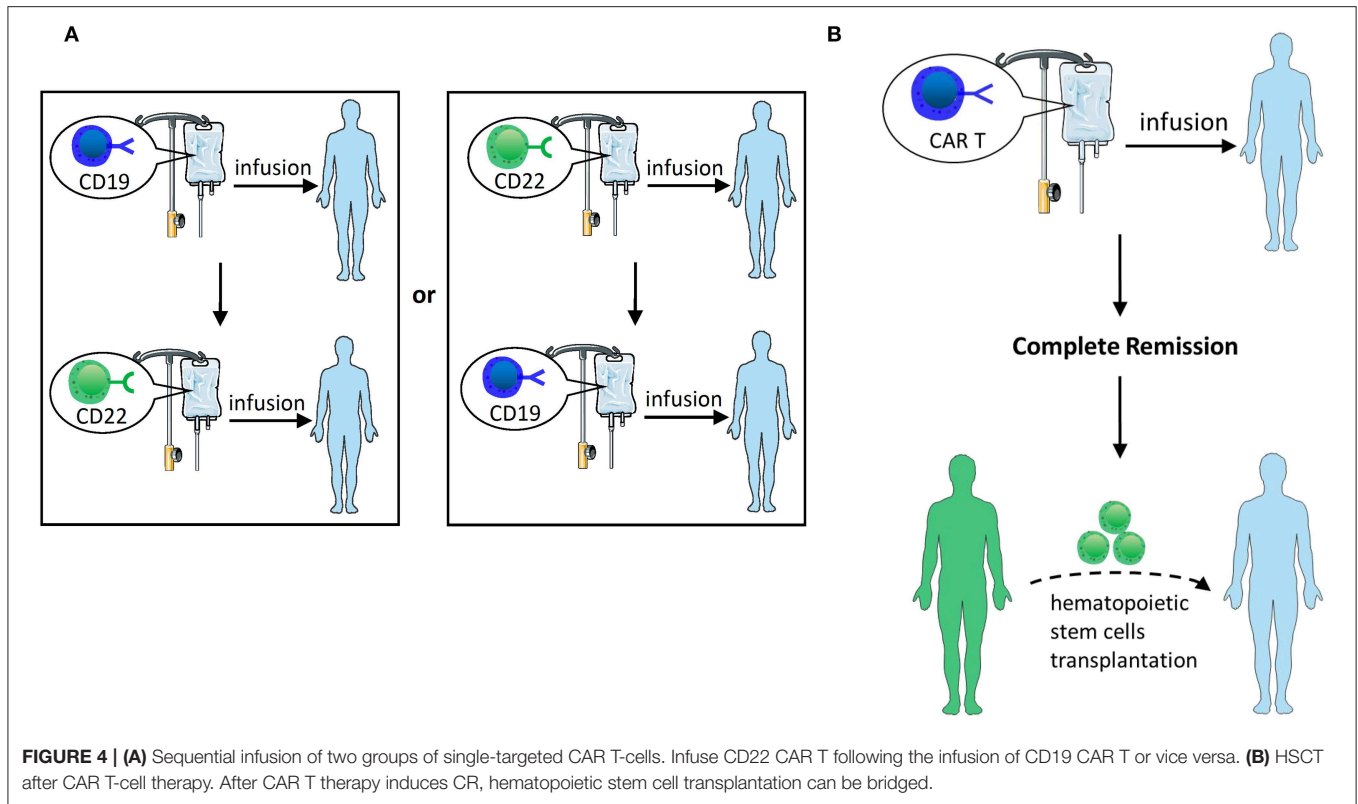 A
CD19
infusion
CD22
infusion
or
CD22
infusion
CD19
infusion
B
CAR T
infusion
Complete Remission
hematopoietic
stem cells
transplantation
FIGURE 4 | (A) Sequential infusion of two groups of single-targeted CAR T-cells. Infuse CD22 CAR T following the infusion of CD19 CAR T or vice versa. (B) HSCT
after CAR T-cell therapy. After CAR T therapy induces CR, hematopoietic stem cell transplantation can be bridged.